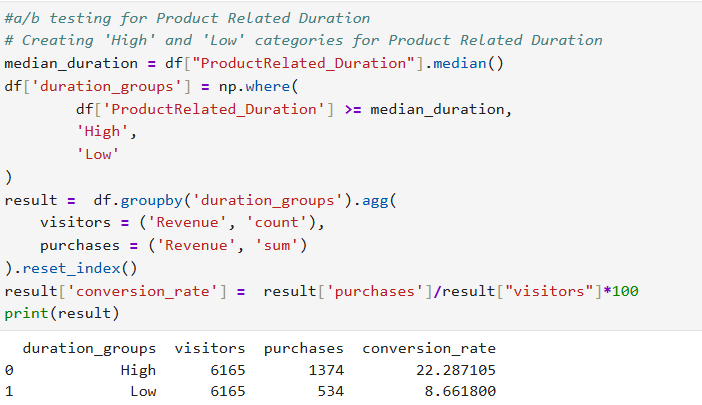 #a/b testing for Product Related Duration
# Creating 'High' and 'Low' categories for Product Related Duration
median_duration = df["ProductRelated_Duration"].median()
df['duration_groups'] = np.where(
        df['ProductRelated_Duration'] >= median_duration,
        'High',
        'Low'
)
result =  df.groupby('duration_groups').agg(
    visitors = ('Revenue', 'count'),
    purchases = ('Revenue', 'sum')
).reset_index()
result['conversion_rate'] =  result['purchases']/result["visitors"]*100
print(result)
  duration_groups  visitors  purchases  conversion_rate
0            High      6165       1374        22.287105
1             Low      6165        534         8.661800